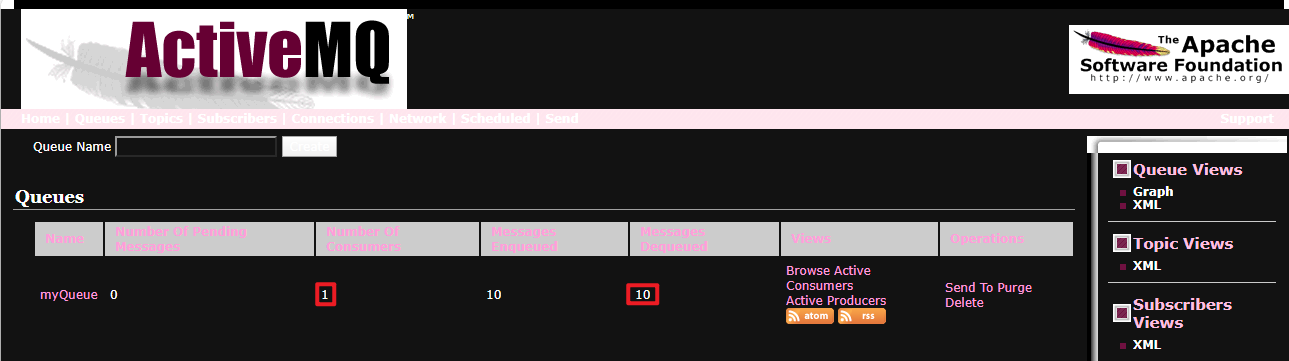 ActiveMQ™
The Apache
Software Foundation
http://www.apache.org/
Home | Queues | Topics | Subscribers | Connections | Network | Scheduled | Send
Support
Queue Name
Create
Queues
Name
Number Of Pending
Messages
Number Of
Consumers
Messages
Enqueued
Messages
Dequeued
Views
Operations
myQueue
0
1
10
10
Browse Active
Consumers
Active Producers
atom
rss
Send To Purge
Delete
Queue Views
Graph
XML
Topic Views
XML
Subscribers
Views
XML